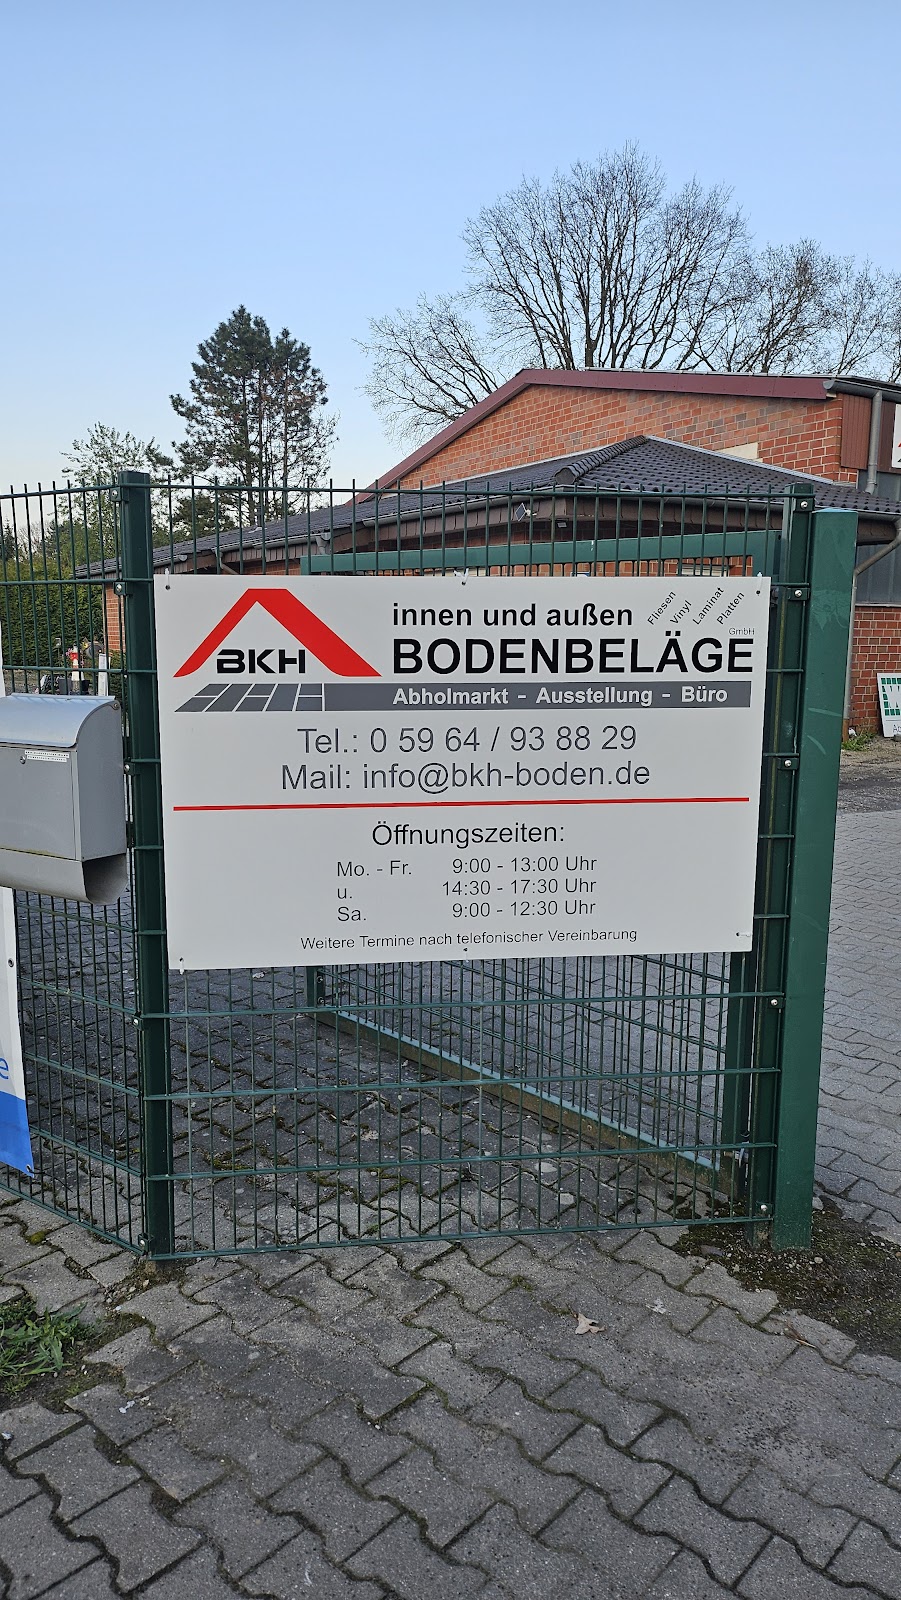 BKH
innen und außen
Fliesen
Vinyl
Laminat
Platten
BODENBELÄGE GmbH
Abholmarkt - Ausstellung - Büro
Tel.: 0 59 64 / 93 88 29
Mail: info@bkh-boden.de
Öffnungszeiten:
Mo. - Fr. 9:00 - 13:00 Uhr
u. 14:30 - 17:30 Uhr
Sa. 9:00 - 12:30 Uhr
Weitere Termine nach telefonischer Vereinbarung